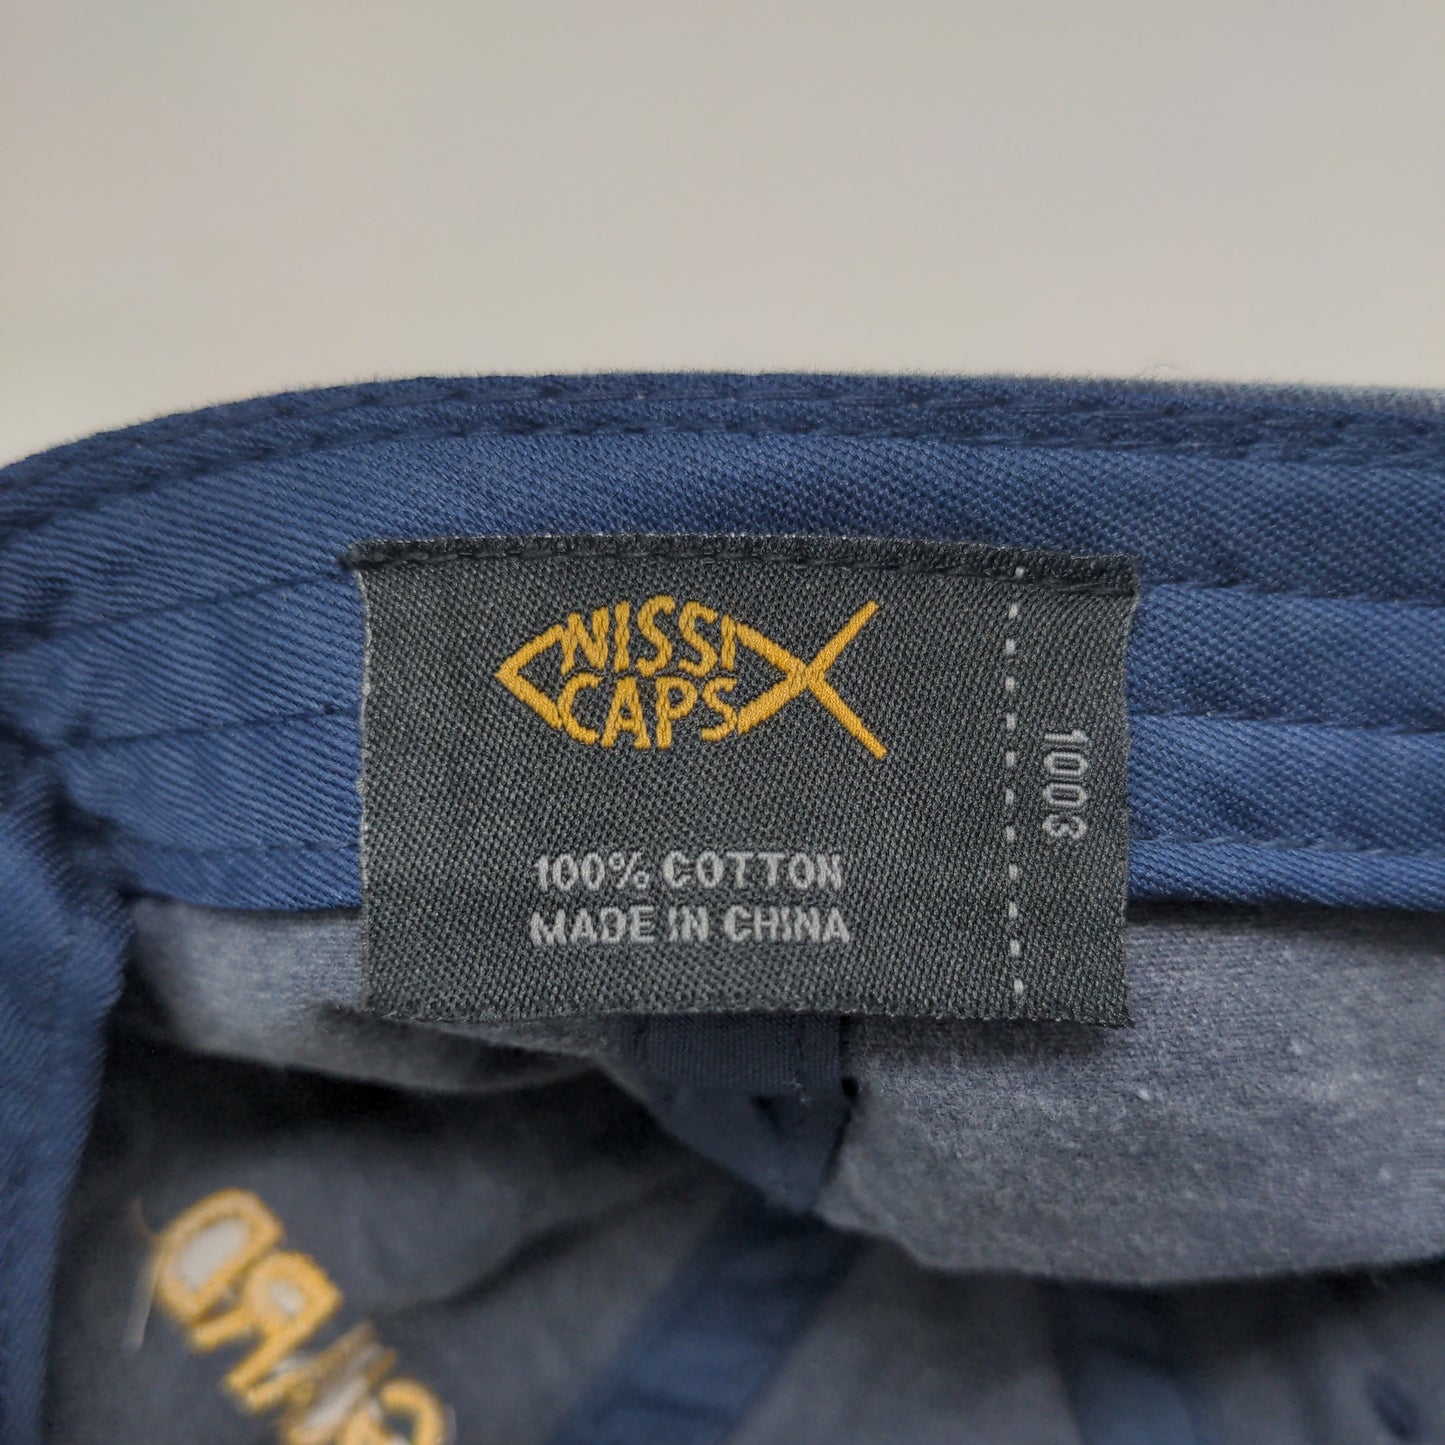 NISSI
CAPS
1003
100% COTTON
MADE IN CHINA